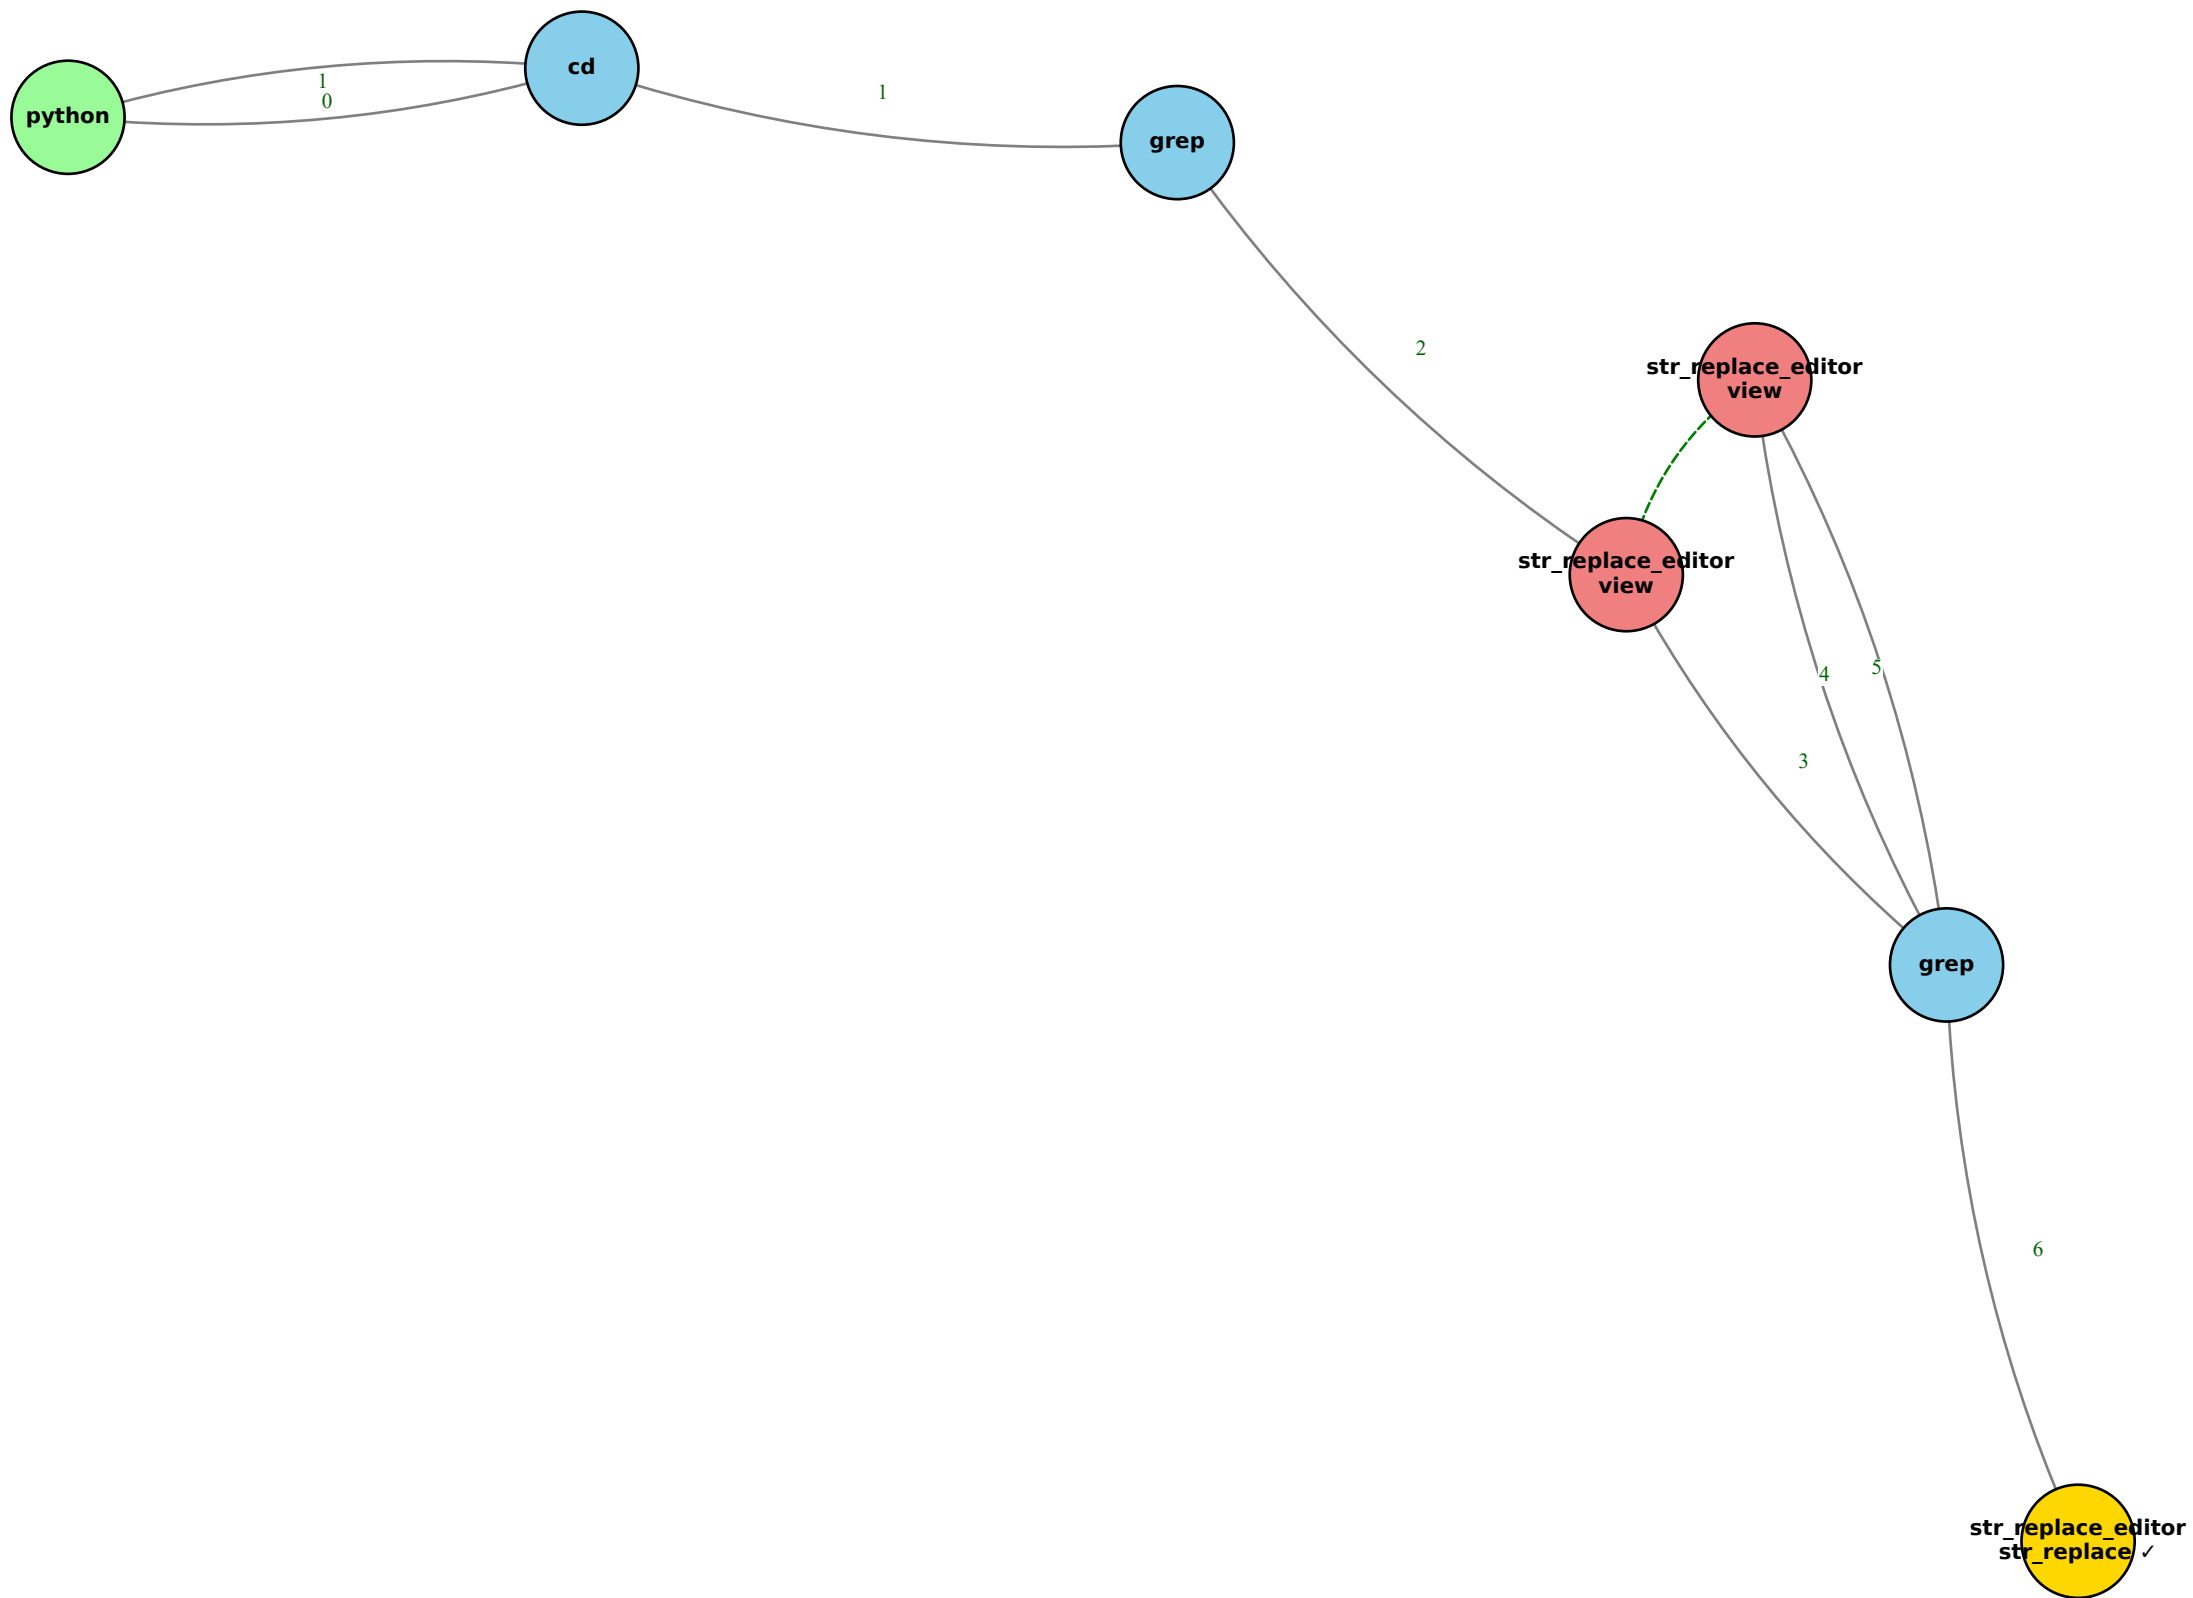 cd
1
0
python
1
grep
2
str_replace_editor
view
str_replace_editor
view
4
5
3
grep
6
str_replace_editor
str_replace ✓